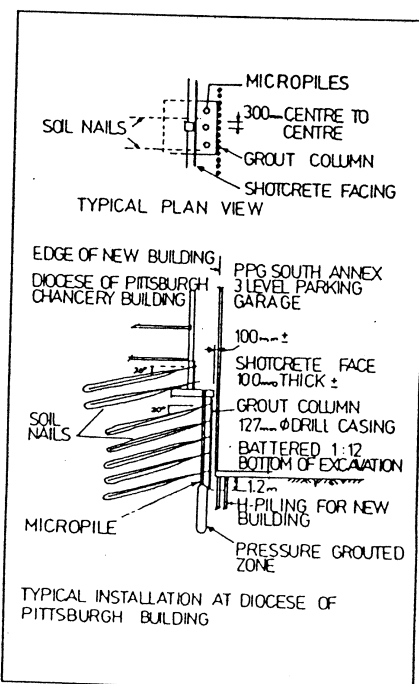 MICROPILES
300mm CENTRE TO
CENTRE
SOIL NAILS
GROUT COLUMN
SHOTCRETE FACING
TYPICAL PLAN VIEW
EDGE OF NEW BUILDING
DIOCESE OF PITTSBURGH
CHANCERY BUILDING
PPG SOUTH ANNEX
3 LEVEL PARKING
GARAGE
100mm ±
SHOTCRETE FACE
100mm THICK ±
20°
20°
GROUT COLUMN
127mm ⌀ DRILL CASING
SOIL
NAILS
BATTERED 1:12
BOTTOM OF EXCAVATION
1.2m
H-PILING FOR NEW
BUILDING
MICROPILE
PRESSURE GROUTED
ZONE
TYPICAL INSTALLATION AT DIOCESE OF
PITTSBURGH BUILDING